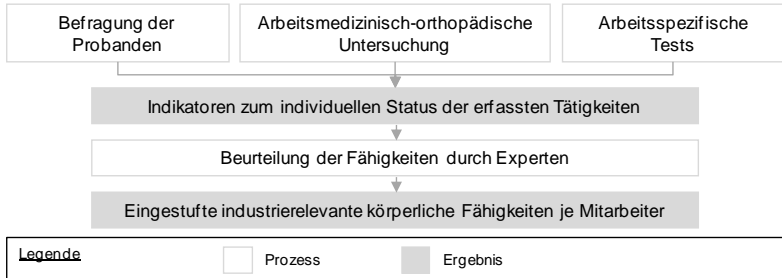 Befragung der
Probanden
Arbeitsmedizinisch-orthopädische
Untersuchung
Arbeitsspezifische
Tests
Indikatoren zum individuellen Status der erfassten Tätigkeiten
Beurteilung der Fähigkeiten durch Experten
Eingestufte industrierelevante körperliche Fähigkeiten je Mitarbeiter
Legende
Prozess
Ergebnis